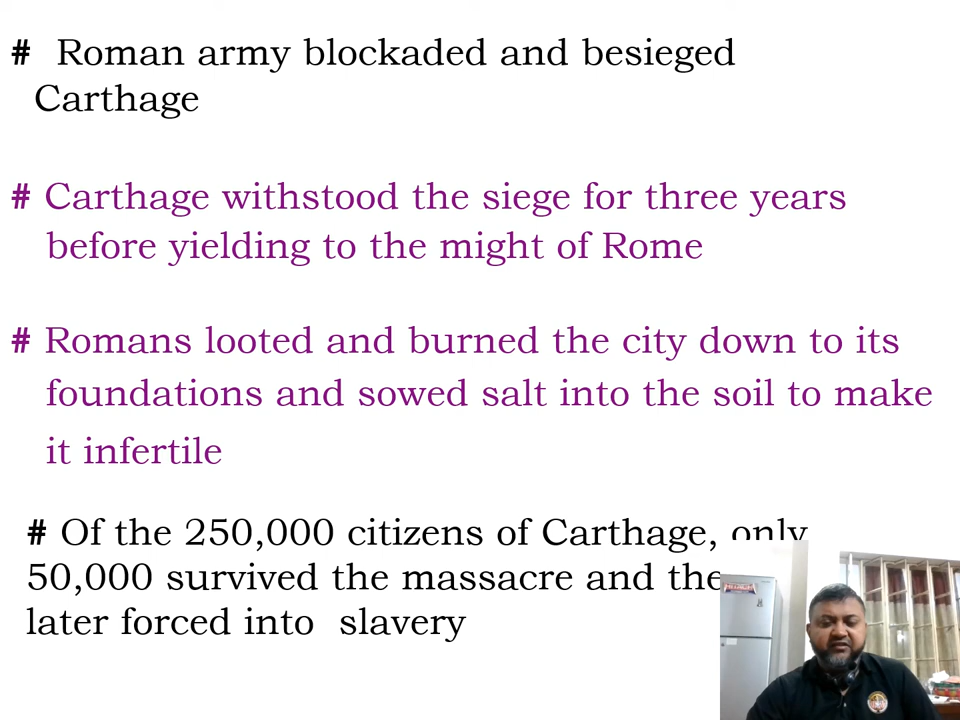 # Roman army blockaded and besieged
Carthage
# Carthage withstood the siege for three years
before yielding to the might of Rome
# Romans looted and burned the city down to its
foundations and sowed salt into the soil to make
it infertile
# Of the 250,000 citizens of Carthage, only
50,000 survived the massacre and
later forced into slavery